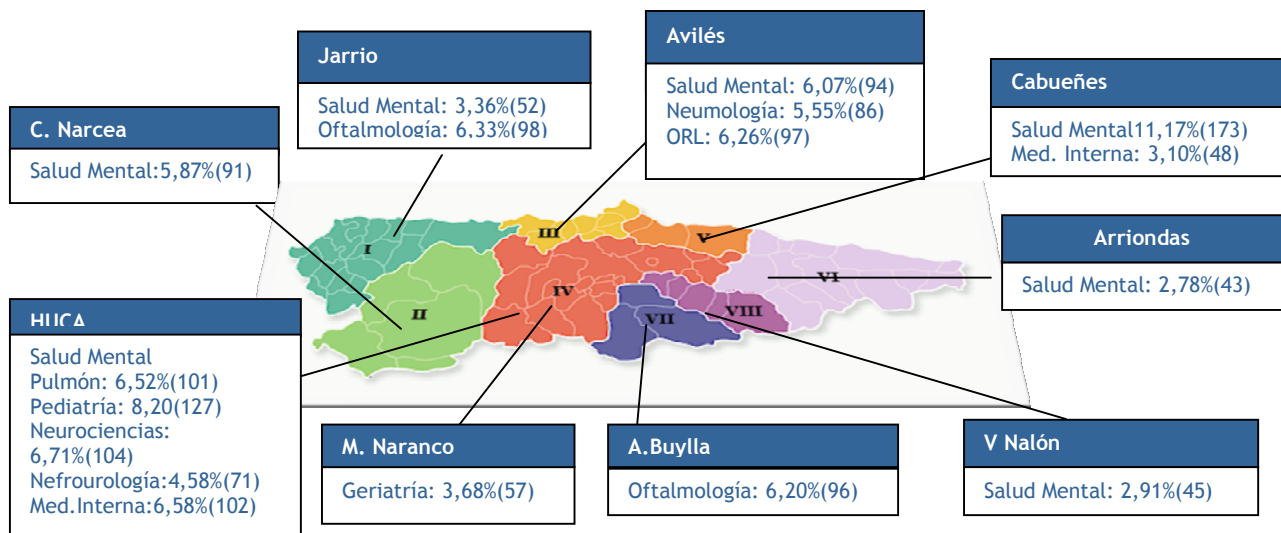 Jarrio
Salud Mental: 3,36%(52)
Oftalmología: 6,33%(98)
Avilés
Salud Mental: 6,07%(94)
Neumología: 5,55%(86)
ORL: 6,26%(97)
Cabueñes
Salud Mental11,17%(173)
Med. Interna: 3,10%(48)
C. Narcea
Salud Mental:5,87%(91)
Arriondas
Salud Mental: 2,78%(43)
I
II
III
IV
V
VI
VII
VIII
HUCA
Salud Mental
Pulmón: 6,52%(101)
Pediatría: 8,20(127)
Neurociencias:
6,71%(104)
Nefrourología:4,58%(71)
Med.Interna:6,58%(102)
M. Naranco
Geriatría: 3,68%(57)
A.Buylla
Oftalmología: 6,20%(96)
V Nalón
Salud Mental: 2,91%(45)